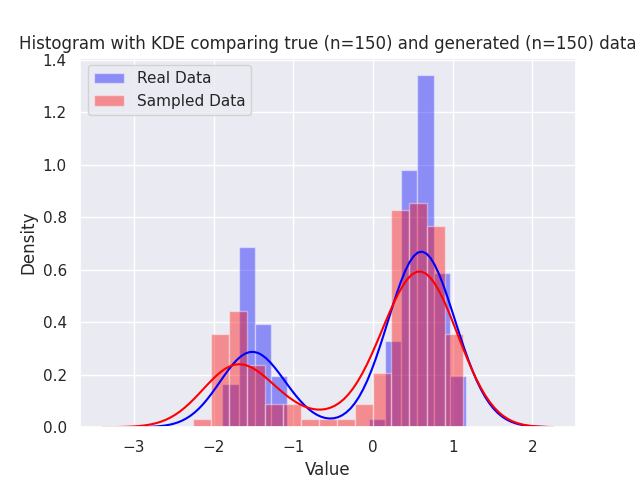 Histogram with KDE comparing true (n=150) and generated (n=150) data
Real Data
Sampled Data
1.4
1.2
1.0
0.8
0.6
0.4
0.2
0.0
Density
−3
−2
−1
0
1
2
Value